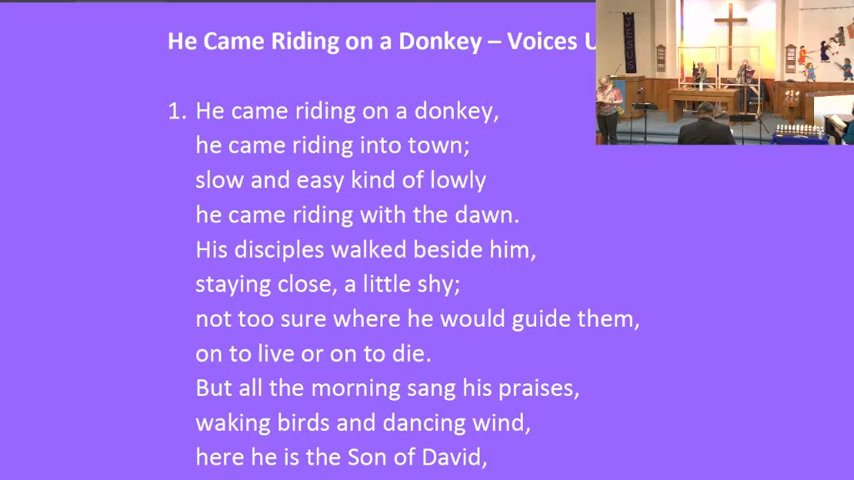 He Came Riding on a Donkey – Voices U
1. He came riding on a donkey,
he came riding into town;
slow and easy kind of lowly
he came riding with the dawn.
His disciples walked beside him,
staying close, a little shy;
not too sure where he would guide them,
on to live or on to die.
But all the morning sang his praises,
waking birds and dancing wind,
here he is the Son of David,
JESUS